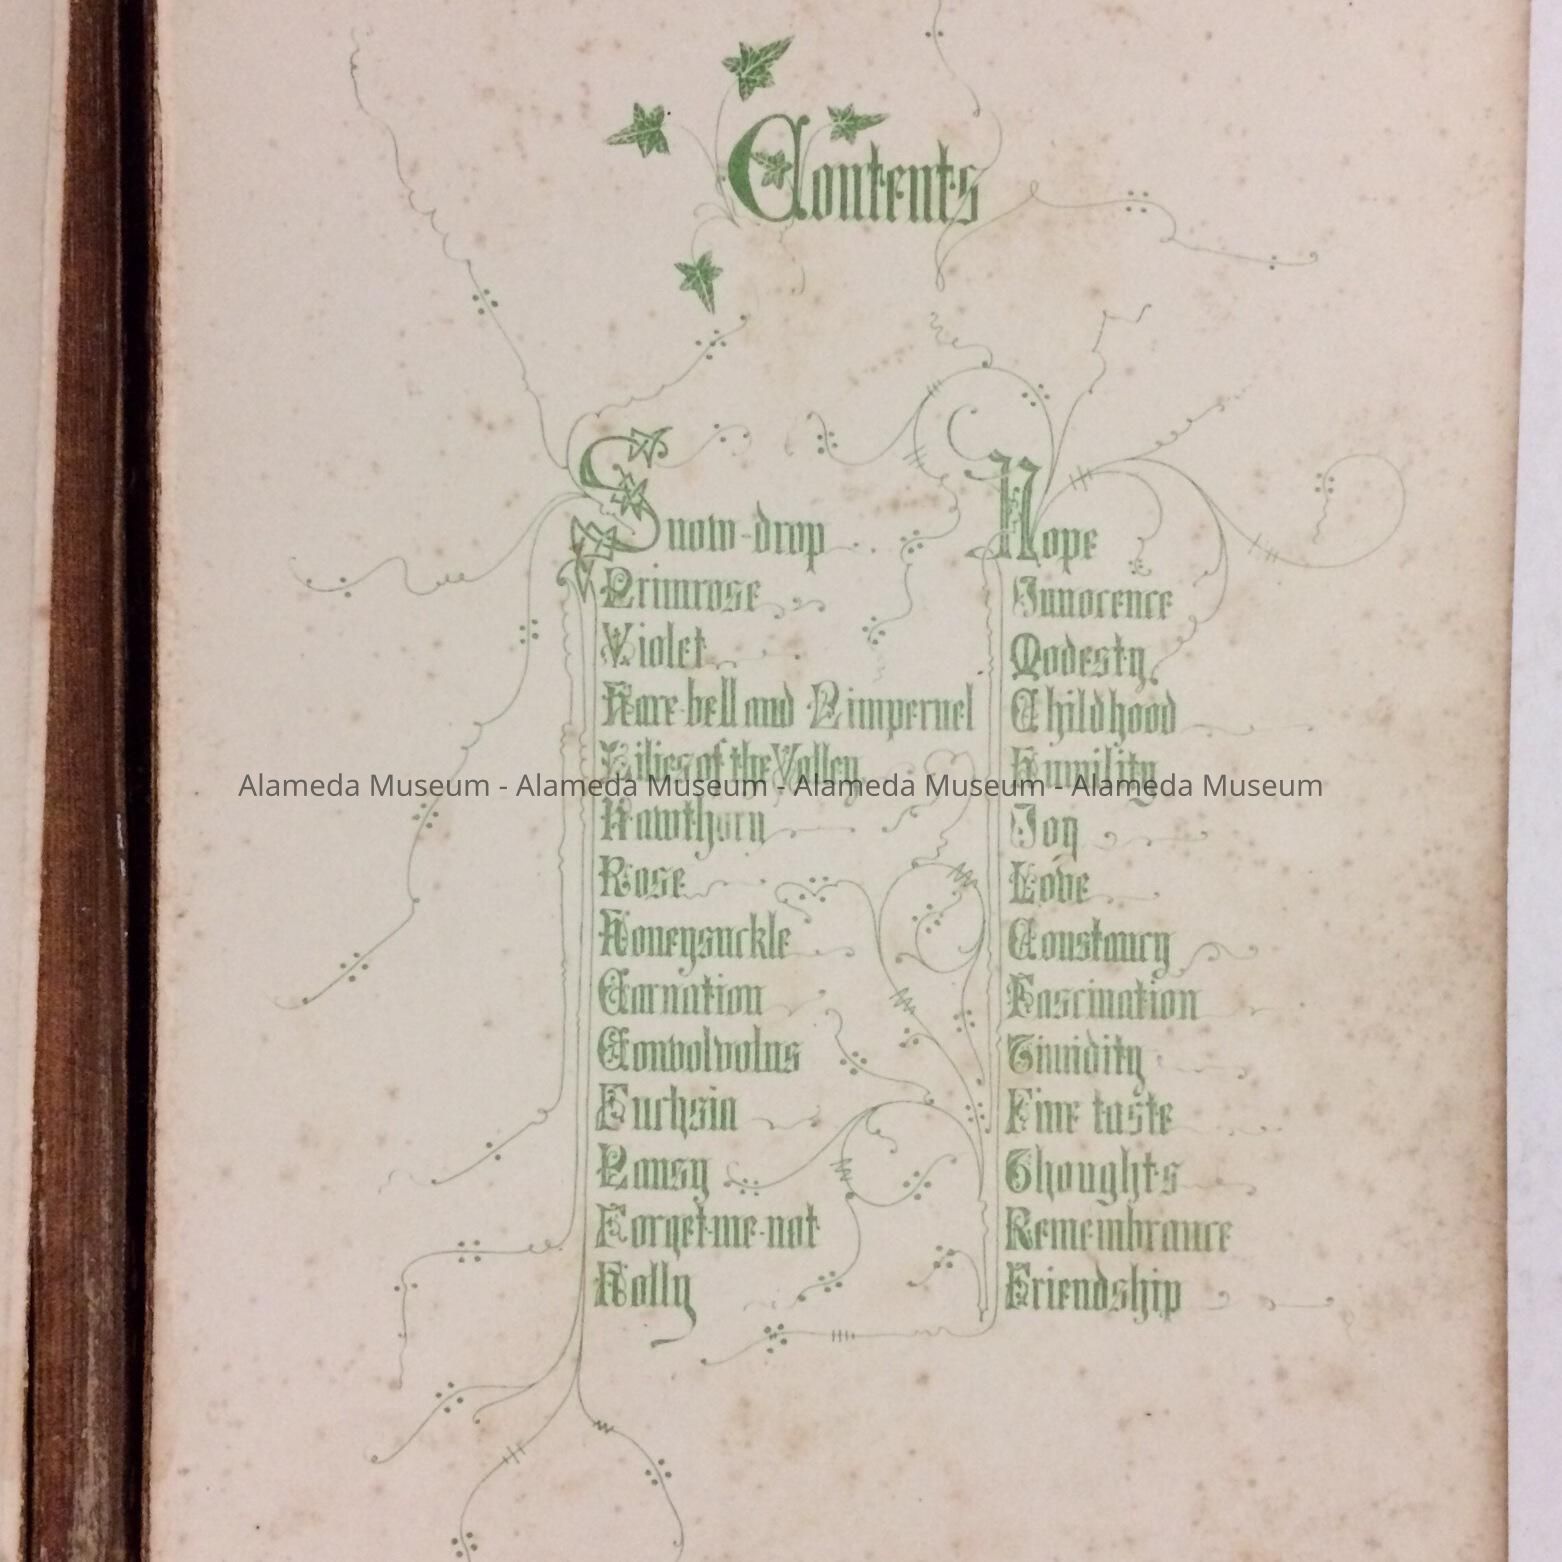 Contents
Snow-drop Hope
Primrose Innocence
Violet Modesty
Hare-bell and Pimpernel Childhood
Lilies of the Valley Humility
Alameda Museum - Alameda Museum - Alameda Museum - Alameda Museum
Hawthorn Joy
Rose Love
Honeysuckle Constancy
Carnation Fascination
Convolvolus Timidity
Fuchsia Fine taste
Pansy Thoughts
Forget-me-not Remembrance
Holly Friendship